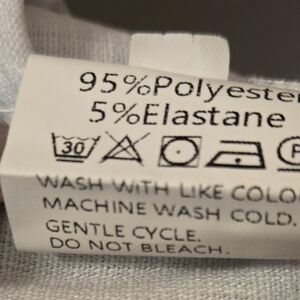 95%Polyester
5%Elastane
30 P
WASH WITH LIKE COLO
MACHINE WASH COLD.
GENTLE CYCLE.
DO NOT BLEACH.